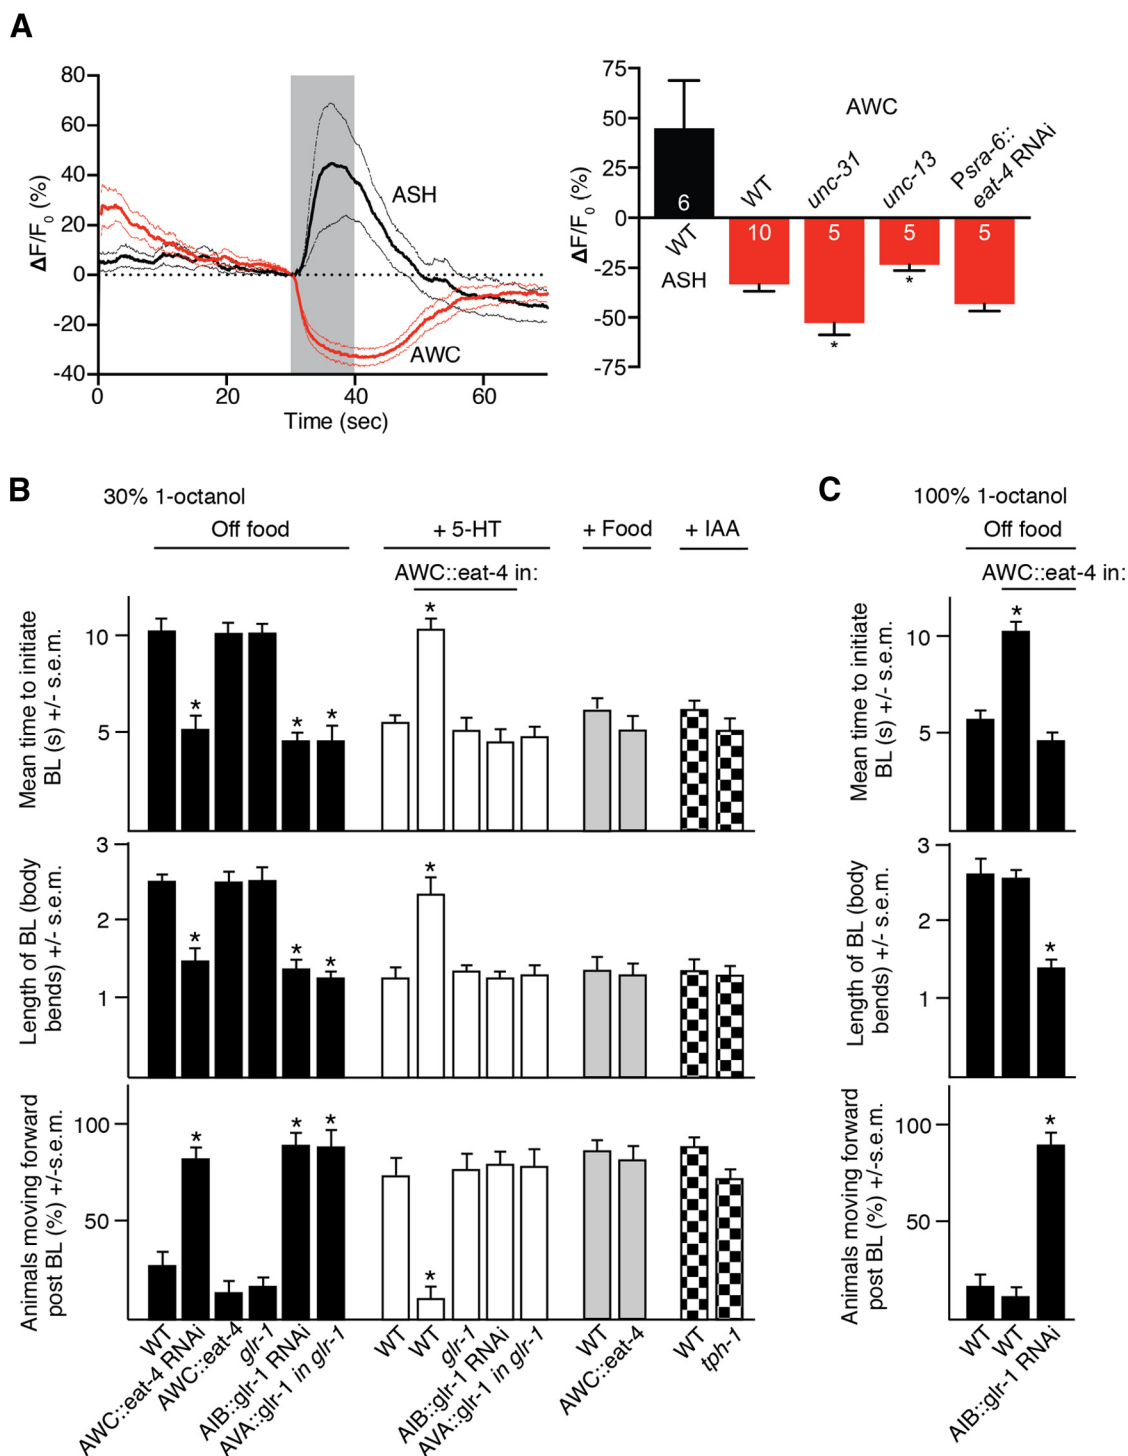 A
80
60
40
20
0
-20
-40
ΔF/F0 (%)
ASH
AWC
0 20 40 60
Time (sec)
75
50
25
0
-25
-50
-75
ΔF/F0 (%)
AWC
WT
unc-31
unc-13
Psra-6::
eat-4 RNAi
6
10
5
5
5
WT
ASH
*
*
B
30% 1-octanol
Off food
+ 5-HT
+ Food
+ IAA
AWC::eat-4 in:
Mean time to initiate
BL (s) +/- s.e.m.
10
5
* * * *
Length of BL (body
bends) +/- s.e.m.
3
2
1
* * * *
Animals moving forward
post BL (%) +/-s.e.m.
100
50
* * * *
WT
AWC::eat-4 RNAi
AWC::eat-4
glr-1
AIB::glr-1 RNAi
AVA::glr-1 in glr-1
WT
WT
glr-1
AIB::glr-1 RNAi
AVA::glr-1 in glr-1
WT
AWC::eat-4
WT
tph-1
C
100% 1-octanol
Off food
AWC::eat-4 in:
Mean time to initiate
BL (s) +/- s.e.m.
10
5
*
Length of BL (body
bends) +/- s.e.m.
3
2
1
*
Animals moving forward
post BL (%) +/-s.e.m.
100
50
*
WT
WT
AIB::glr-1 RNAi